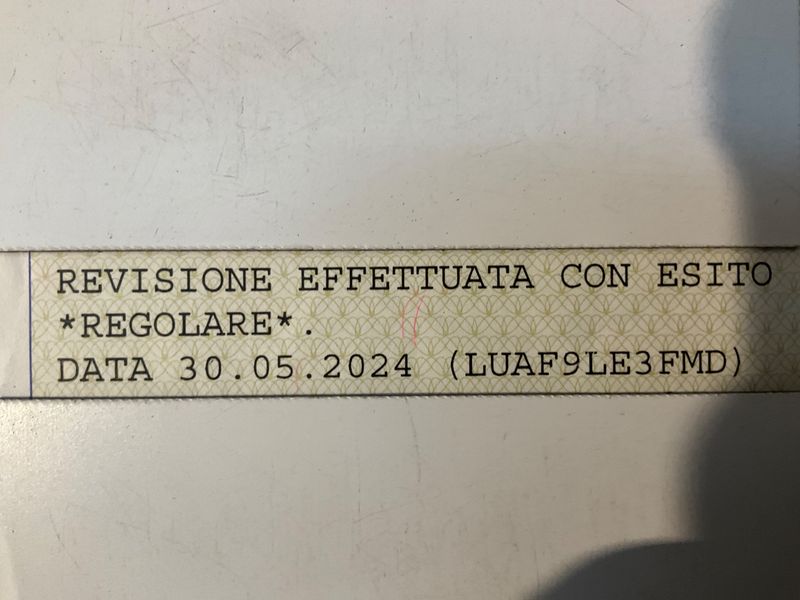 REVISIONE EFFETTUATA CON ESITO
*REGOLARE*.
DATA 30.05.2024 (LUAF9LE3FMD)